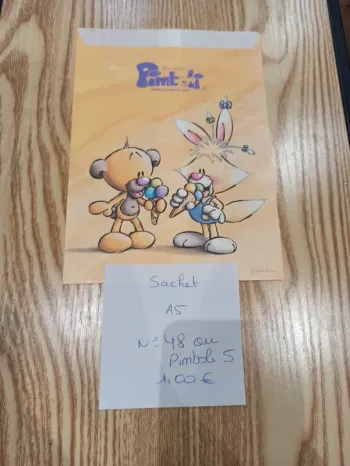 Pimboli
Sachet
A5
N° 48 ou
Pimboli 5
1,00 €